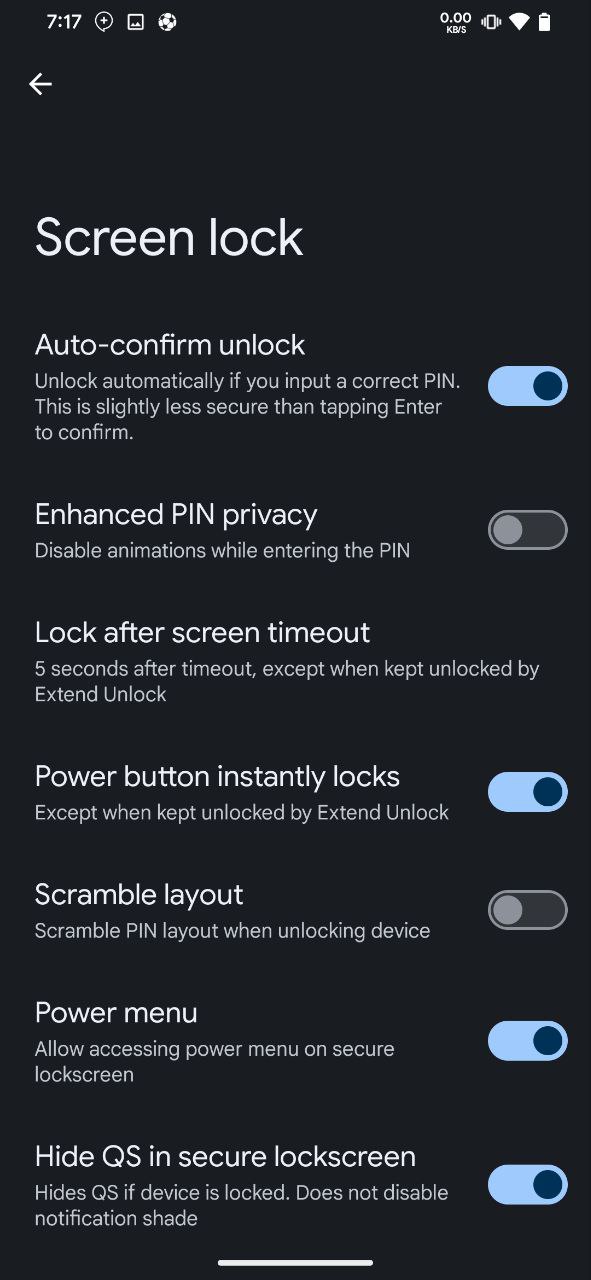 7:17
0.00
KB/S
Screen lock
Auto-confirm unlock
Unlock automatically if you input a correct PIN.
This is slightly less secure than tapping Enter
to confirm.
Enhanced PIN privacy
Disable animations while entering the PIN
Lock after screen timeout
5 seconds after timeout, except when kept unlocked by
Extend Unlock
Power button instantly locks
Except when kept unlocked by Extend Unlock
Scramble layout
Scramble PIN layout when unlocking device
Power menu
Allow accessing power menu on secure
lockscreen
Hide QS in secure lockscreen
Hides QS if device is locked. Does not disable
notification shade